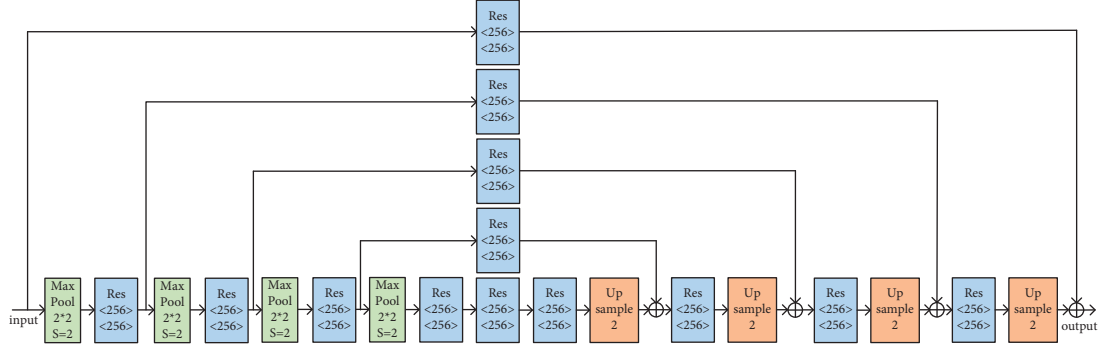 Res
<256>
<256>
Res
<256>
<256>
Res
<256>
<256>
Res
<256>
<256>
input
Max
Pool
2*2
S=2
Res
<256>
<256>
Max
Pool
2*2
S=2
Res
<256>
<256>
Max
Pool
2*2
S=2
Res
<256>
<256>
Max
Pool
2*2
S=2
Res
<256>
<256>
Res
<256>
<256>
Res
<256>
<256>
Up
sample
2
Res
<256>
<256>
Up
sample
2
Res
<256>
<256>
Up
sample
2
Res
<256>
<256>
Up
sample
2
output